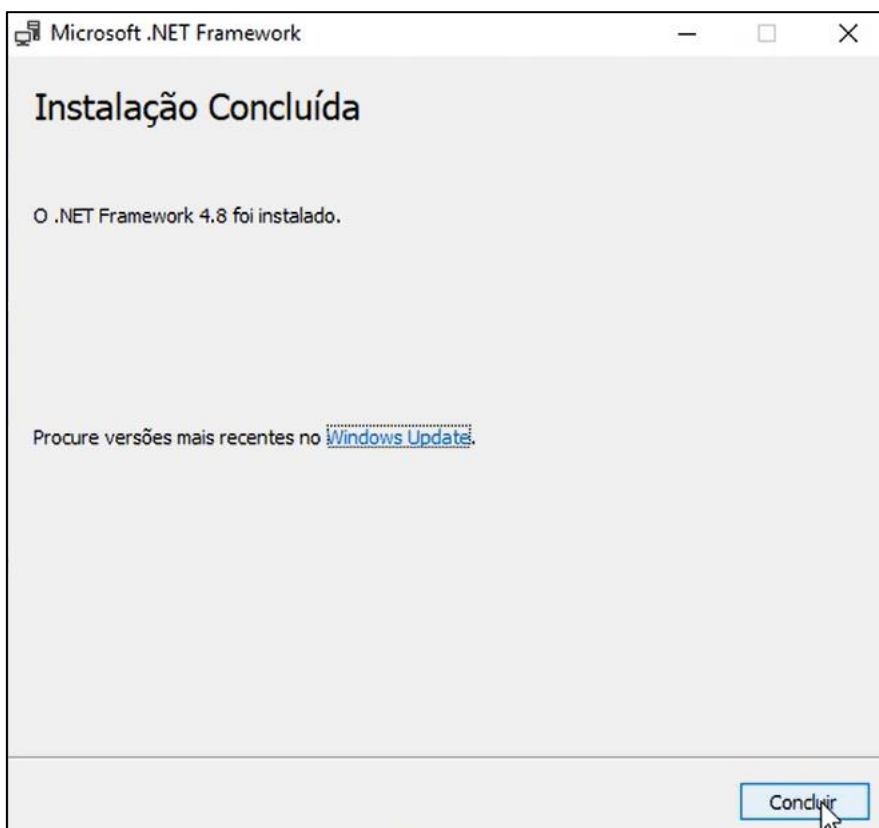 Microsoft .NET Framework
Instalação Concluída
O .NET Framework 4.8 foi instalado.
Procure versões mais recentes no Windows Update.
Concluir